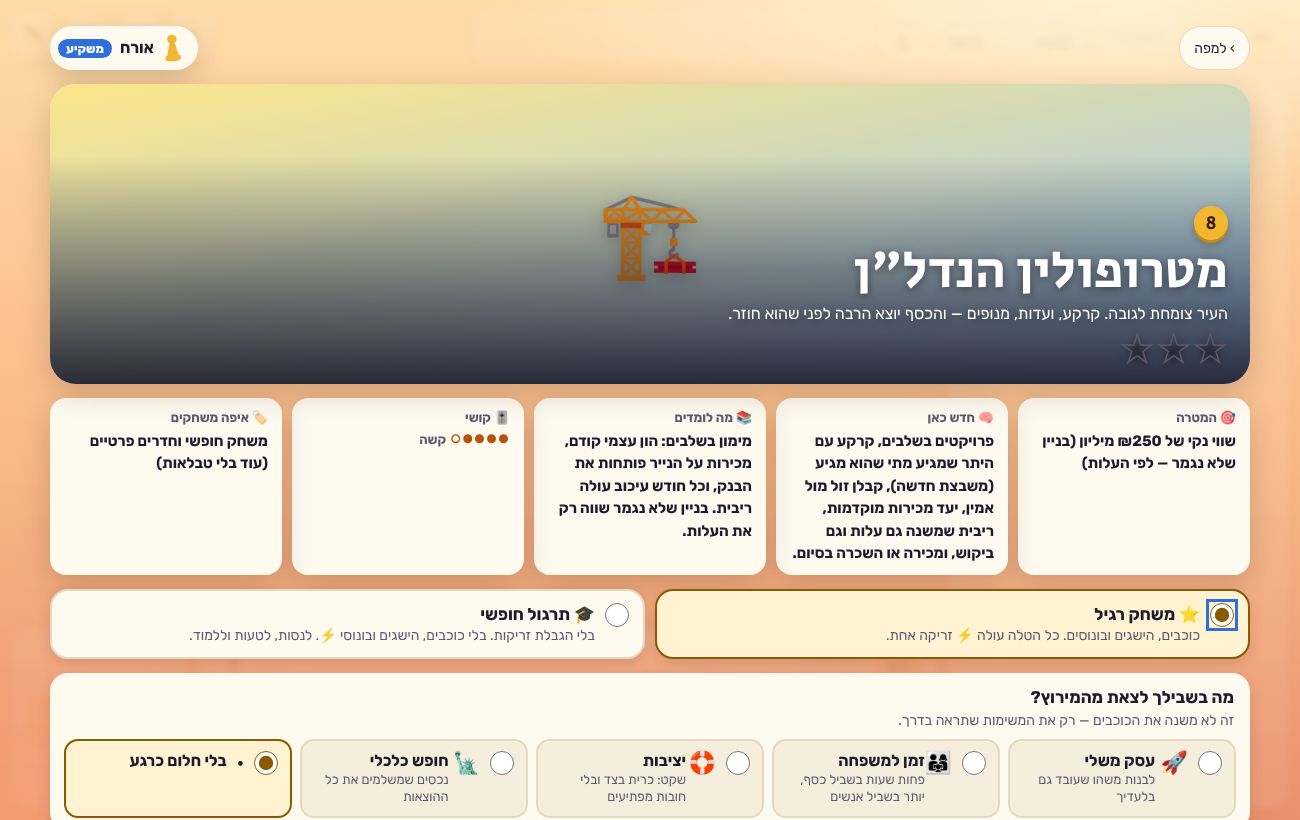 ‹ למפה
אורח משקיע
8
מטרופולין הנדל״ן
העיר צומחת לגובה. קרקע, ועדות, מנופים — והכסף יוצא הרבה לפני שהוא חוזר.
🎯 המטרה
שווי נקי של ₪250 מיליון (בניין
שלא נגמר — לפי העלות)
🧠 חדש כאן
פרויקטים בשלבים, קרקע עם
היתר שמגיע מתי שהוא מגיע
(משבצת חדשה), קבלן זול מול
אמין, יעד מכירות מוקדמות,
ריבית שמשנה גם עלות וגם
ביקוש, ומכירה או השכרה בסיום.
📚 מה לומדים
מימון בשלבים: הון עצמי קודם,
מכירות על הנייר פותחות את
הבנק, וכל חודש עיכוב עולה
ריבית. בניין שלא נגמר שווה רק
את העלות.
🎚️ קושי
קשה
🏷️ איפה משחקים
משחק חופשי וחדרים פרטיים
(עוד בלי טבלאות)
⭐ משחק רגיל
כוכבים, הישגים ובונוסים. כל הטלה עולה ⚡ זריקה אחת.
🎓 תרגול חופשי
בלי הגבלת זריקות. בלי כוכבים, הישגים ובונוסי ⚡. לנסות, לטעות וללמוד.
מה בשבילך לצאת מהמירוץ?
זה לא משנה את הכוכבים — רק את המשימות שתראה בדרך.
🚀 עסק משלי
לבנות משהו שעובד גם
בלעדיך
👨‍👩‍👧 זמן למשפחה
פחות שעות בשביל כסף,
יותר בשביל אנשים
🛟 יציבות
שקט: כרית בצד ובלי
חובות מפתיעים
🗽 חופש כלכלי
נכסים שמשלמים את כל
ההוצאות
• בלי חלום כרגע